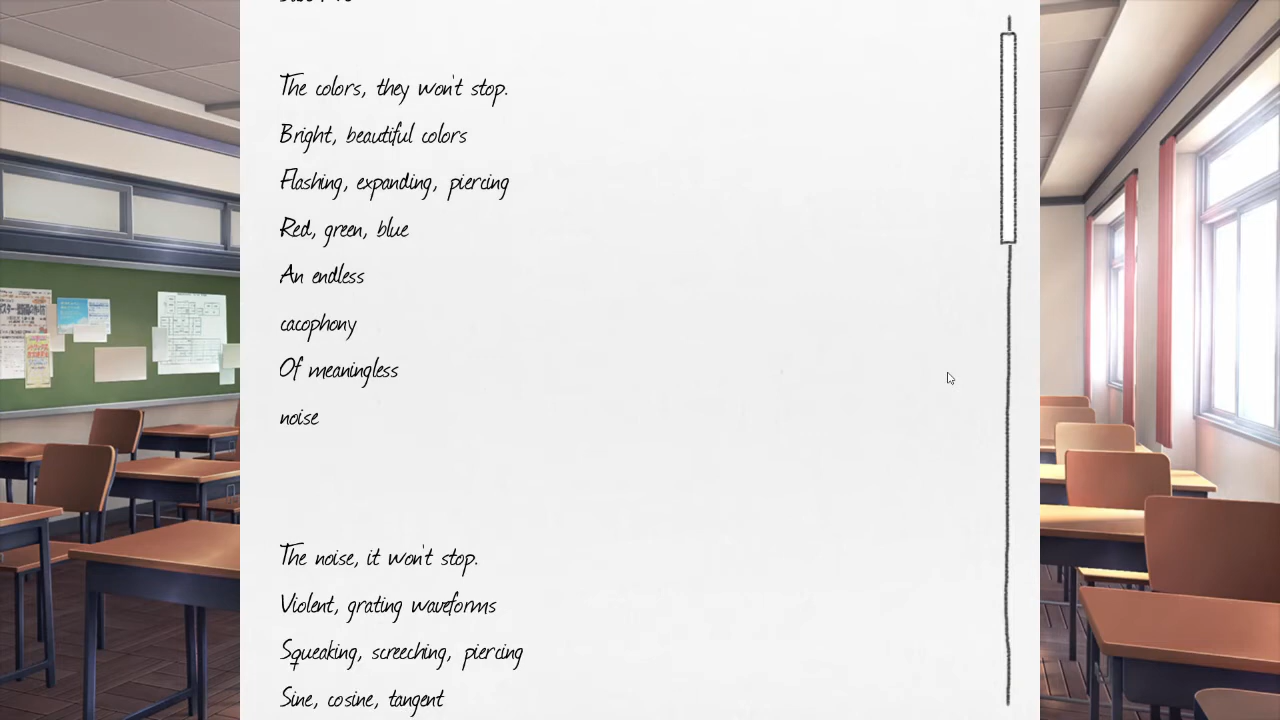 The colors, they won't stop.
Bright, beautiful colors
Flashing, expanding, piercing
Red, green, blue
An endless
cacophony
Of meaningless
noise
The noise, it won't stop.
Violent, grating waveforms
Squeaking, screeching, piercing
Sine, cosine, tangent